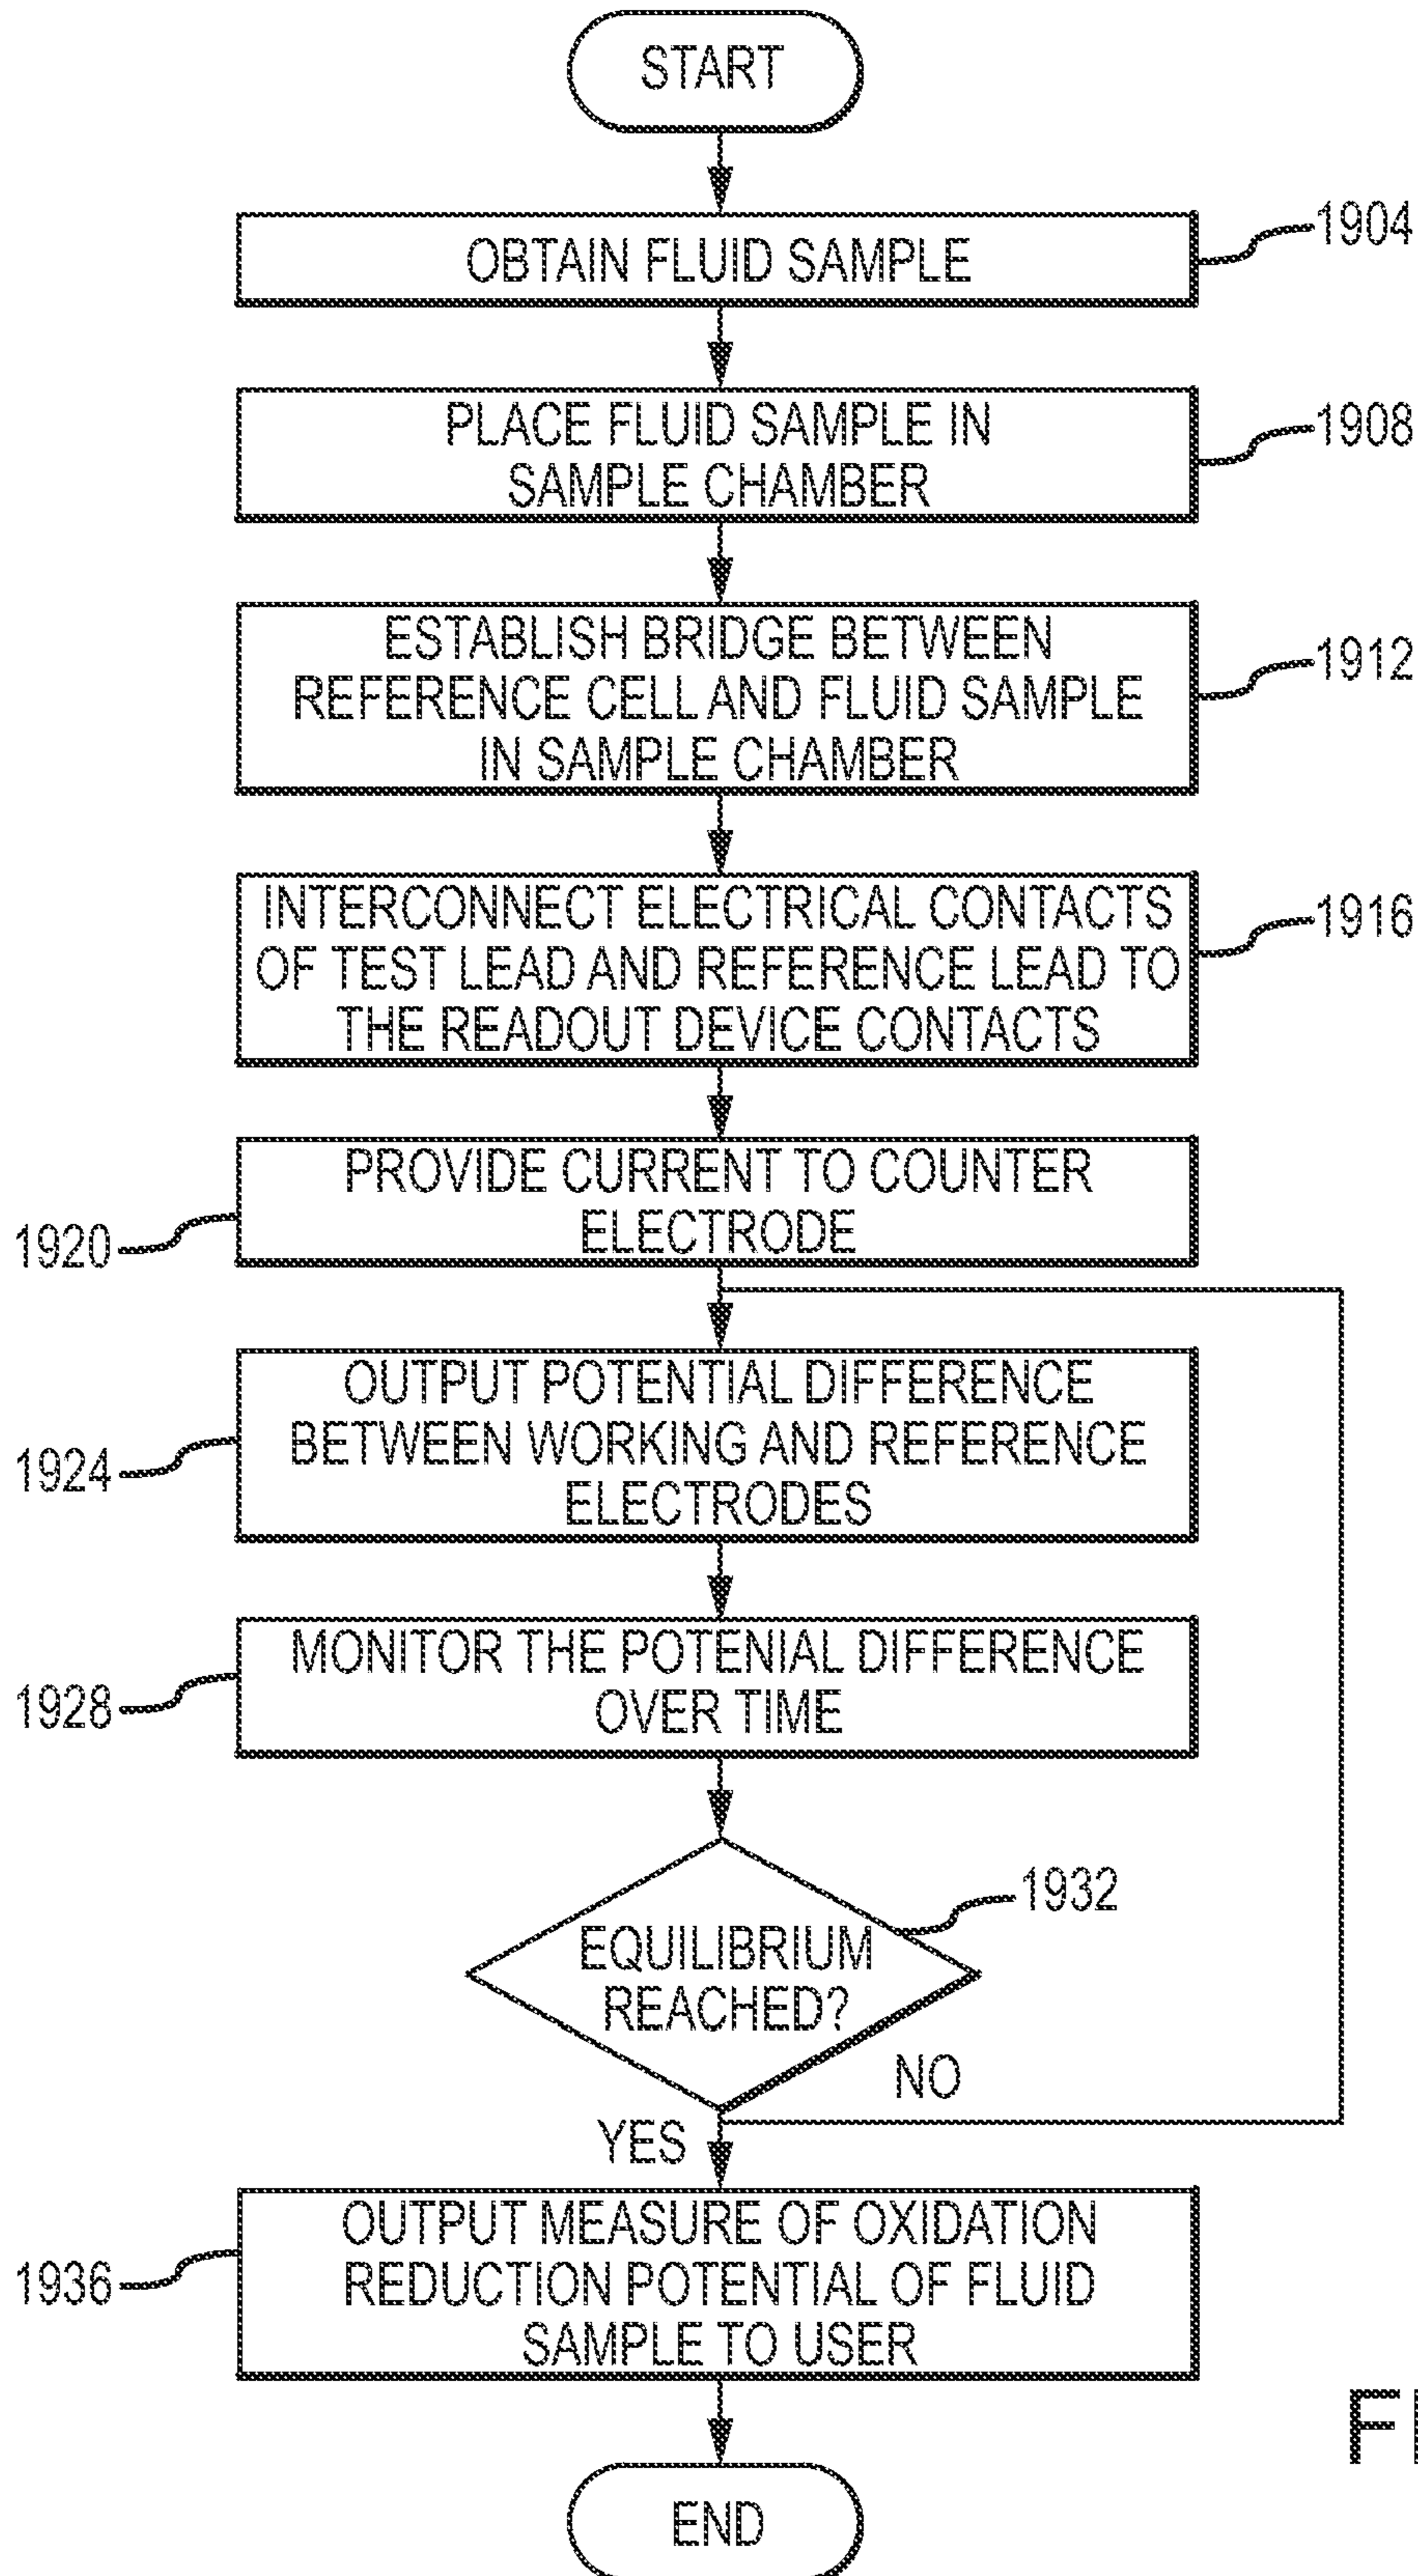 START
OBTAIN FLUID SAMPLE
1904
PLACE FLUID SAMPLE IN
SAMPLE CHAMBER
1908
ESTABLISH BRIDGE BETWEEN
REFERENCE CELL AND FLUID SAMPLE
IN SAMPLE CHAMBER
1912
INTERCONNECT ELECTRICAL CONTACTS
OF TEST LEAD AND REFERENCE LEAD TO
THE READOUT DEVICE CONTACTS
1916
PROVIDE CURRENT TO COUNTER
ELECTRODE
1920
OUTPUT POTENTIAL DIFFERENCE
BETWEEN WORKING AND REFERENCE
ELECTRODES
1924
MONITOR THE POTENIAL DIFFERENCE
OVER TIME
1928
1932
EQUILIBRIUM
REACHED?
NO
YES
OUTPUT MEASURE OF OXIDATION
REDUCTION POTENTIAL OF FLUID
SAMPLE TO USER
1936
END